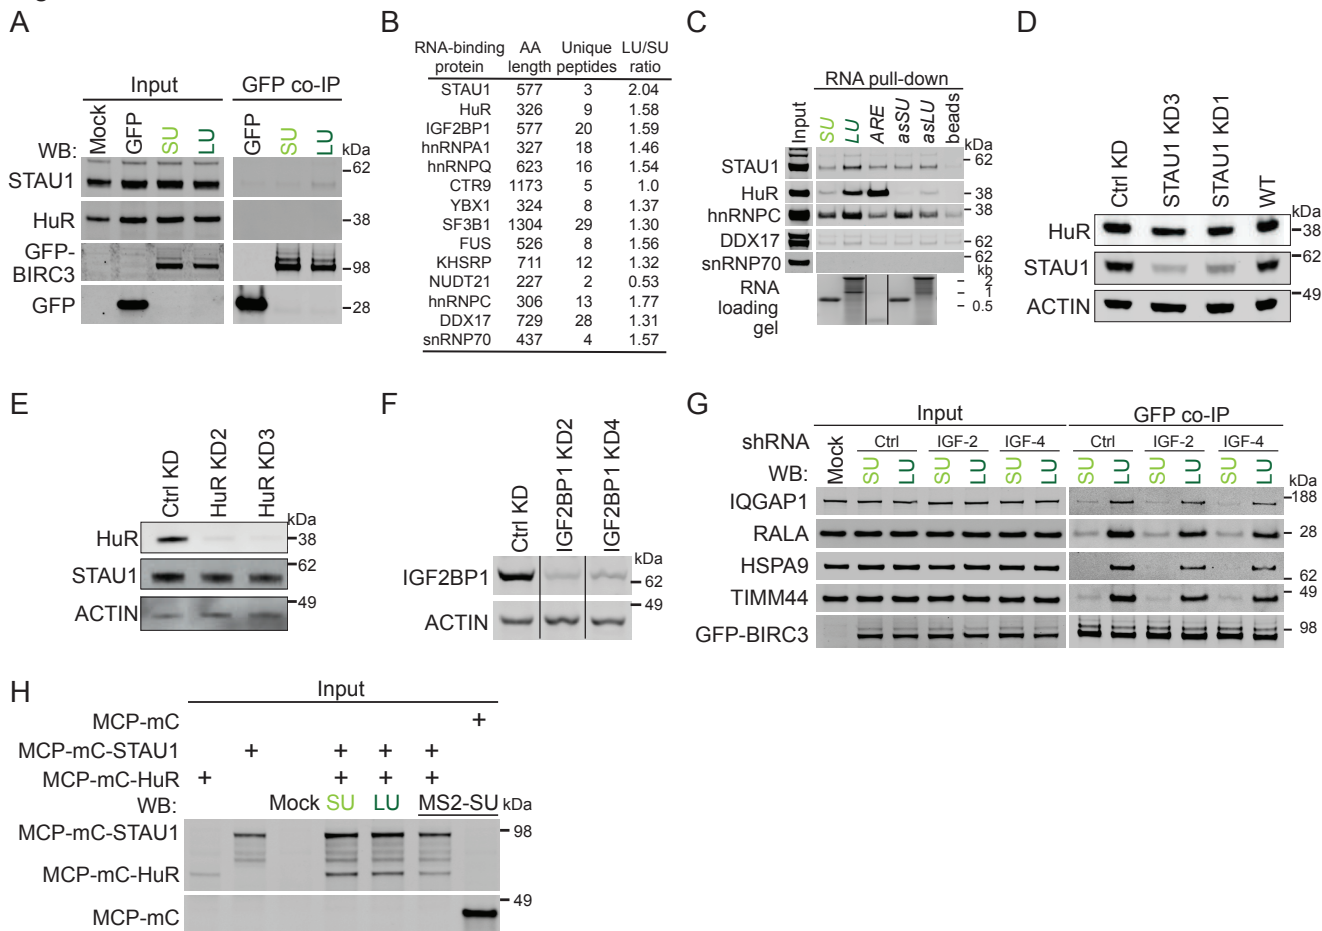 A
Input
GFP co-IP
Mock
GFP
SU
LU
GFP
SU
LU
WB:
kDa
62
STAU1
HuR
38
GFP-
BIRC3
98
GFP
28
B
RNA-binding protein AA length Unique peptides LU/SU ratio
STAU1 577 3 2.04
HuR 326 9 1.58
IGF2BP1 577 20 1.59
hnRNPA1 327 18 1.46
hnRNPQ 623 16 1.54
CTR9 1173 5 1.0
YBX1 324 8 1.37
SF3B1 1304 29 1.30
FUS 526 8 1.56
KHSRP 711 12 1.32
NUDT21 227 2 0.53
hnRNPC 306 13 1.77
DDX17 729 28 1.31
snRNP70 437 4 1.57
C
RNA pull-down
Input
SU
LU
ARE
asSU
asLU
beads
kDa
STAU1
62
HuR
38
hnRNPC
38
DDX17
62
snRNP70
62
kb
RNA
loading
gel
2
1
0.5
D
Ctrl KD
STAU1 KD3
STAU1 KD1
WT
kDa
HuR
38
STAU1
62
ACTIN
49
E
Ctrl KD
HuR KD2
HuR KD3
kDa
HuR
38
STAU1
62
ACTIN
49
F
Ctrl KD
IGF2BP1 KD2
IGF2BP1 KD4
kDa
IGF2BP1
62
ACTIN
49
G
Input
GFP co-IP
shRNA
Ctrl IGF-2 IGF-4
Ctrl IGF-2 IGF-4
WB:
Mock
SU LU SU LU SU LU
SU LU SU LU SU LU
kDa
IQGAP1
188
RALA
28
HSPA9
62
TIMM44
49
GFP-BIRC3
98
H
Input
MCP-mC +
MCP-mC-STAU1 + + + +
MCP-mC-HuR + + + +
WB: Mock SU LU MS2-SU kDa
MCP-mC-STAU1
98
MCP-mC-HuR
49
MCP-mC